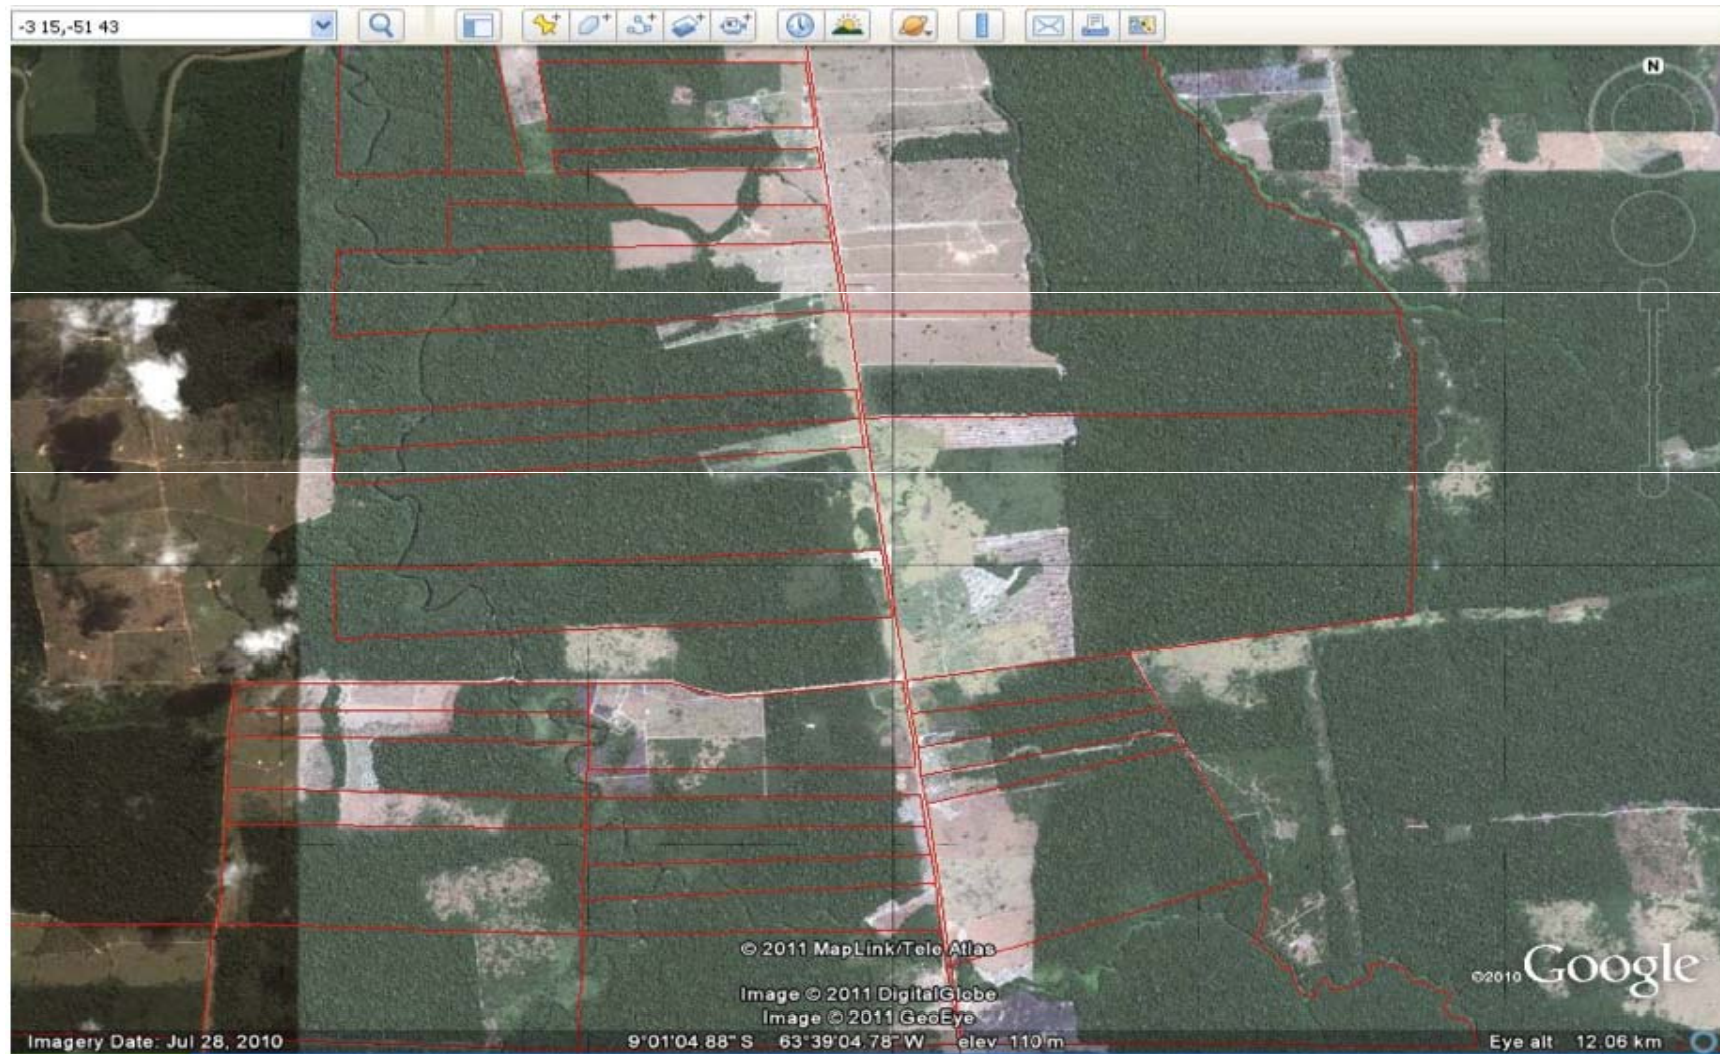 -3 15,-51 43
N
© 2011 MapLink/Tele Atlas
©2010 Google
Image © 2011 DigitalGlobe
Image © 2011 GeoEye
Imagery Date: Jul 28, 2010 9°01'04.88" S 63°39'04.78" W elev 110 m Eye alt 12.06 km